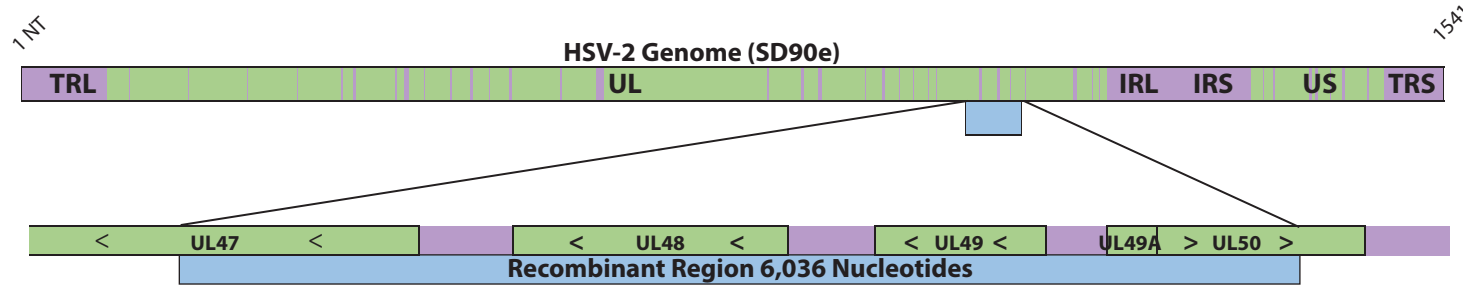 1 NT
1541
HSV-2 Genome (SD90e)
TRL UL IRL IRS US TRS
< UL47 < < UL48 < < UL49 < UL49A > UL50 >
Recombinant Region 6,036 Nucleotides